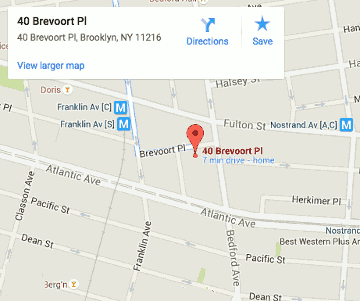 40 Brevoort Pl
40 Brevoort Pl, Brooklyn, NY 11216
Directions
Save
View larger map
Halsey St
Doris
Franklin Av [C] M
Franklin Av [S] M
Fulton St
Nostrand Av [A,C] M
Brevoort Pl
40 Brevoort Pl
7 min drive - home
Atlantic Ave
Classon Ave
Pacific St
Herkimer Pl
Atlantic Ave
Nostrand
Dean St
Franklin Ave
Bedford Ave
Best Western Plus
Pacific St
Dean St
Berg'n